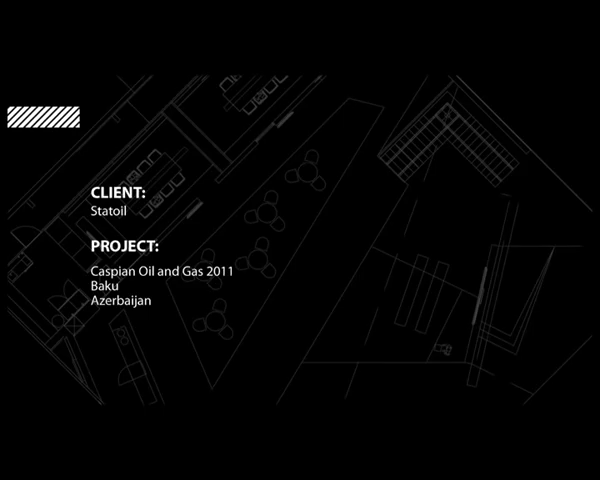 CLIENT:
Statoil
PROJECT:
Caspian Oil and Gas 2011
Baku
Azerbaijan